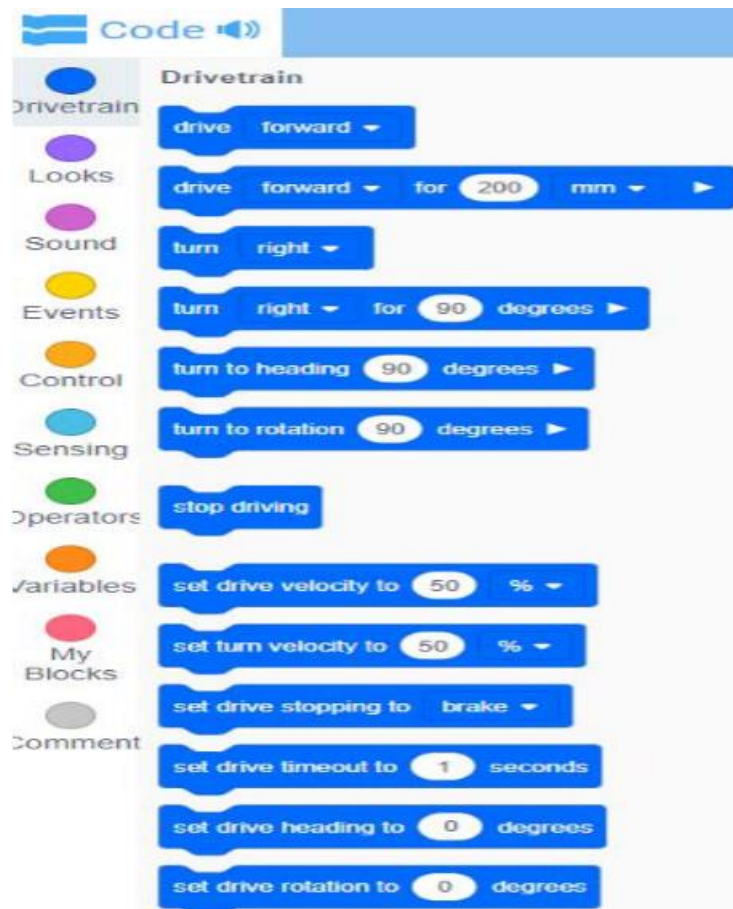 Code
Drivetrain
Drivetrain
Looks
Sound
Events
Control
Sensing
Operators
Variables
My
Blocks
Comment
drive forward
drive forward for 200 mm
turn right
turn right for 90 degrees
turn to heading 90 degrees
turn to rotation 90 degrees
stop driving
set drive velocity to 50 %
set turn velocity to 50 %
set drive stopping to brake
set drive timeout to 1 seconds
set drive heading to 0 degrees
set drive rotation to 0 degrees